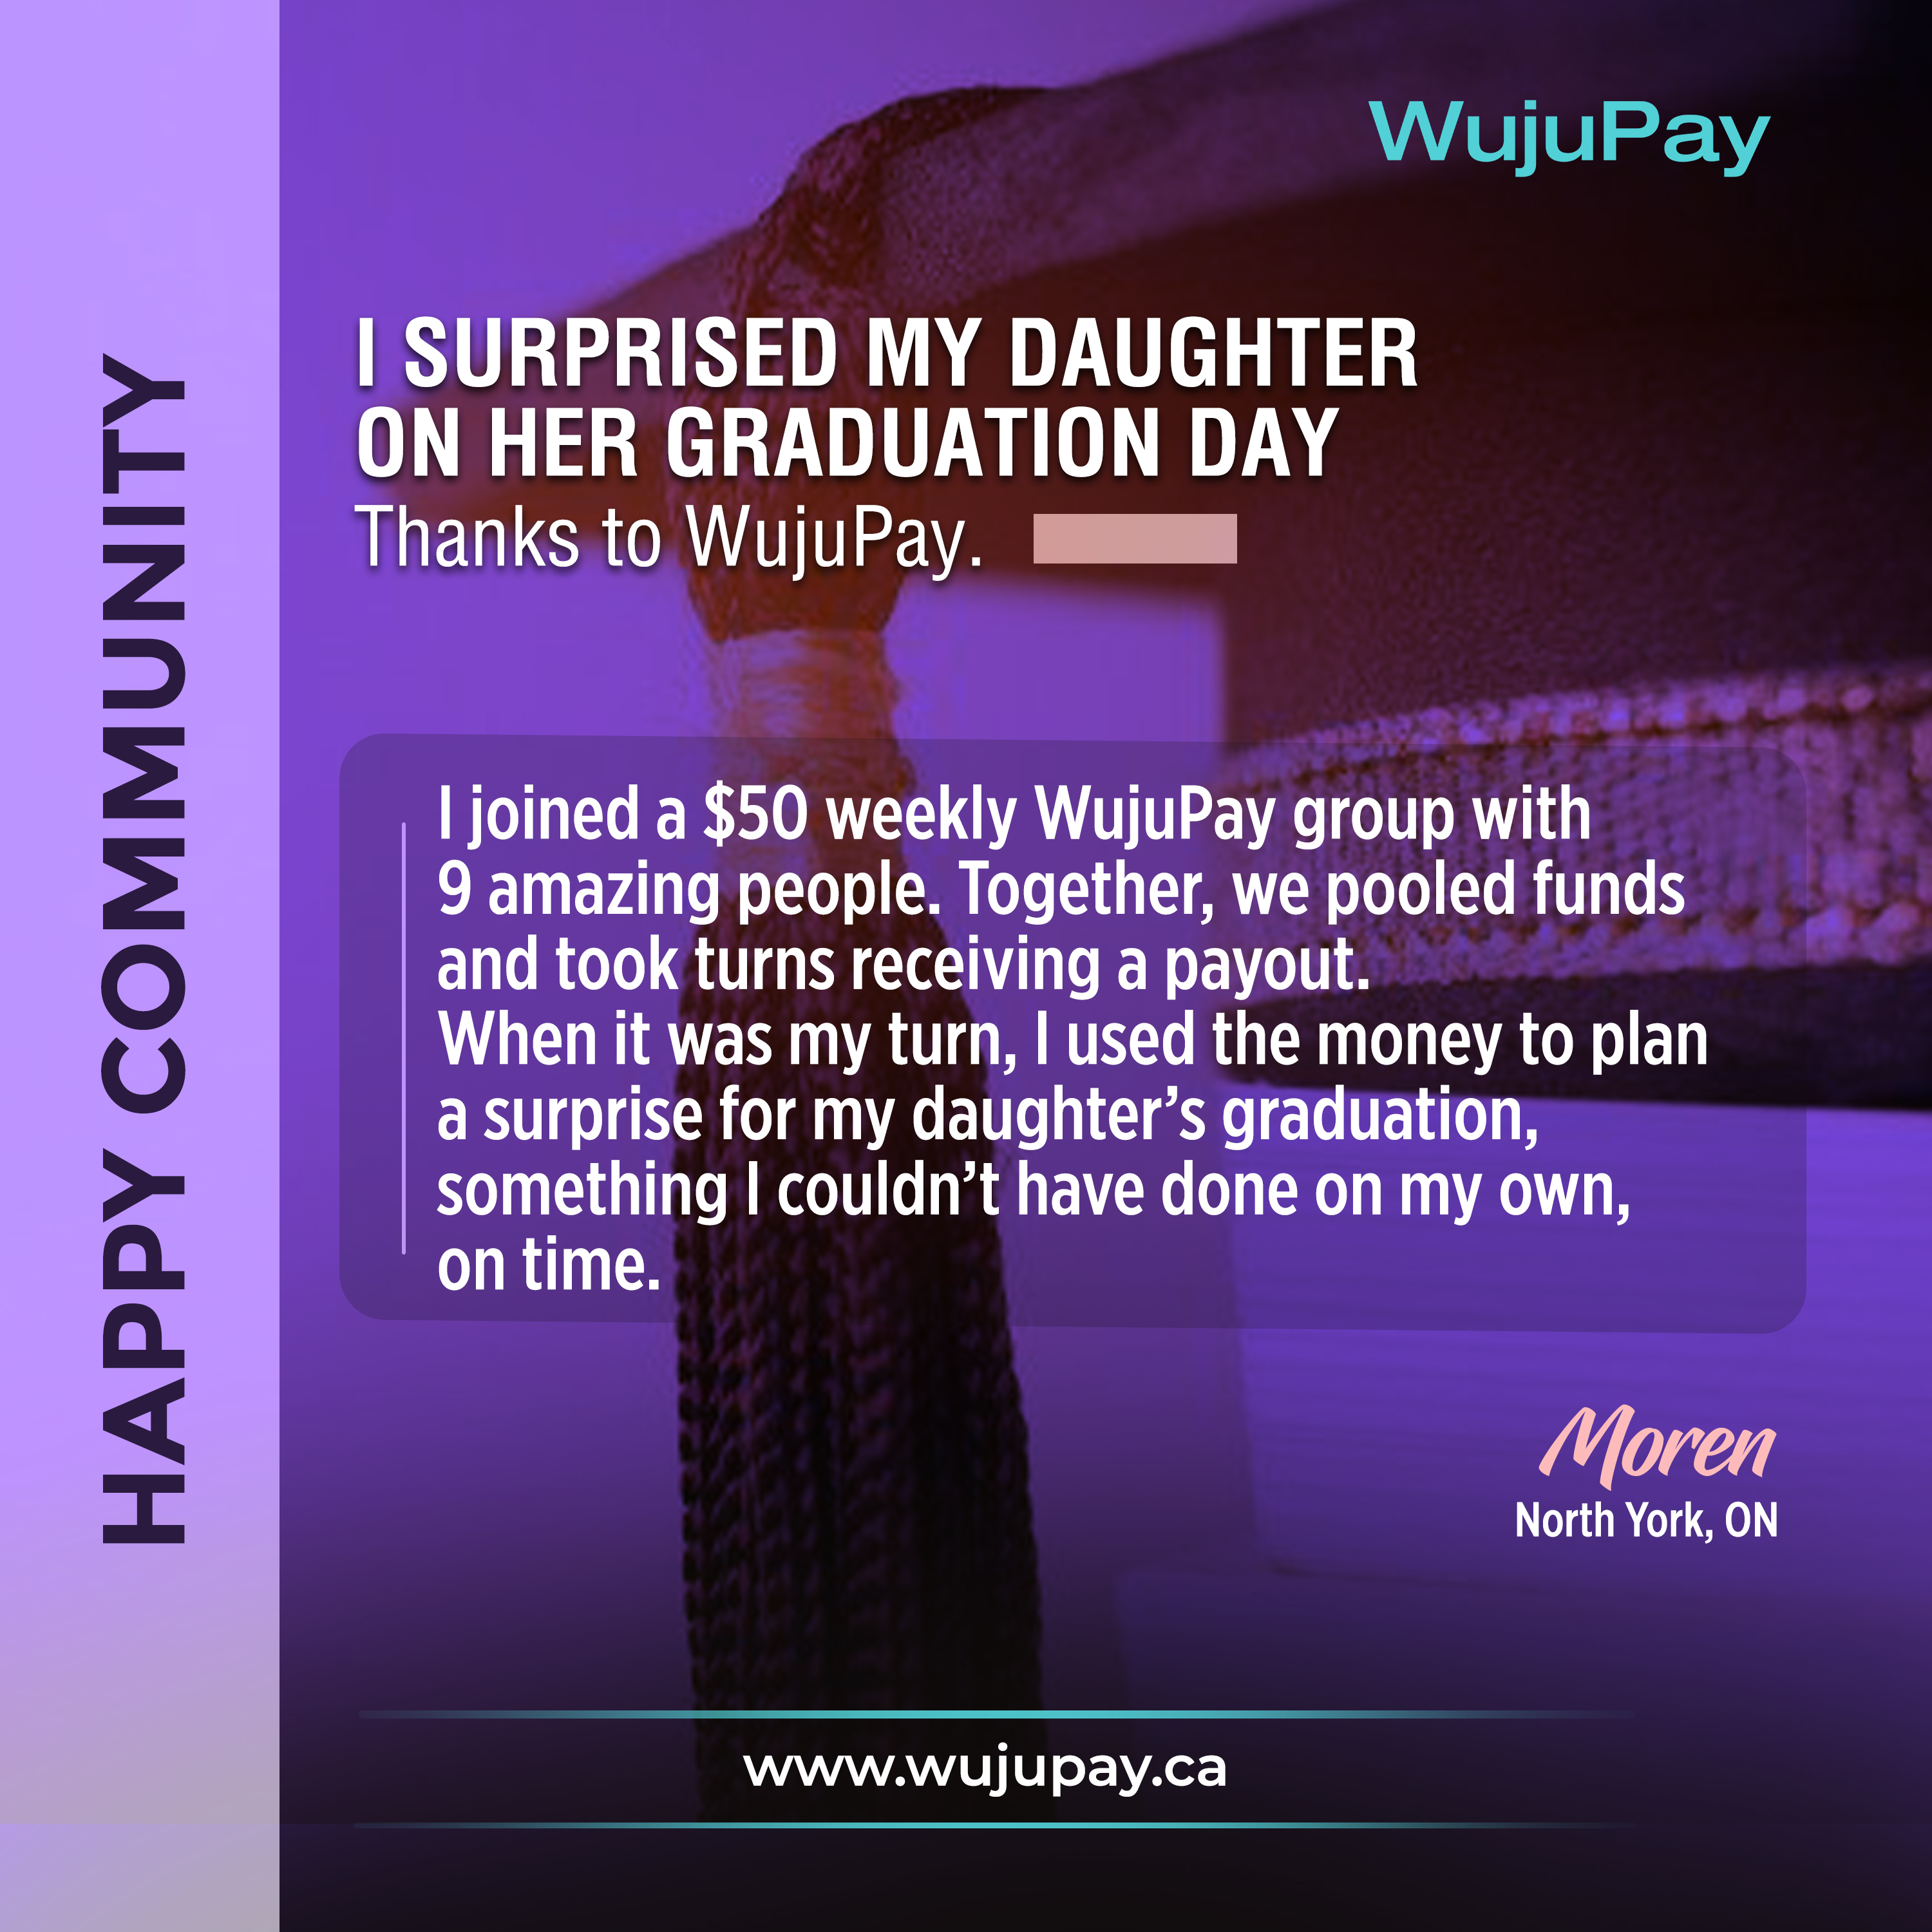 WujuPay
HAPPY COMMUNITY
I SURPRISED MY DAUGHTER
ON HER GRADUATION DAY
Thanks to WujuPay.
I joined a $50 weekly WujuPay group with
9 amazing people. Together, we pooled funds
and took turns receiving a payout.
When it was my turn, I used the money to plan
a surprise for my daughter’s graduation,
something I couldn’t have done on my own,
on time.
Moren
North York, ON
www.wujupay.ca